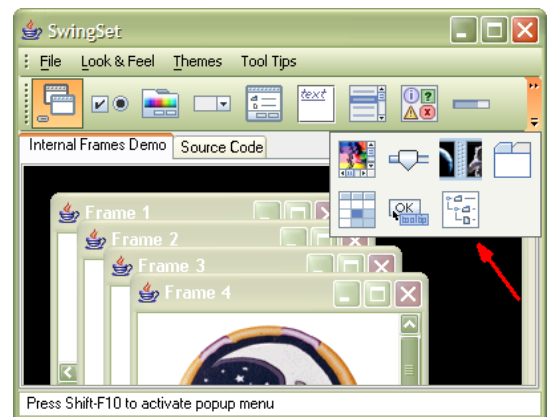 SwingSet
File Look & Feel Themes Tool Tips
text
Internal Frames Demo Source Code
OK
tooltip
Frame 1
Frame 2
Frame 3
Frame 4
Press Shift-F10 to activate popup menu